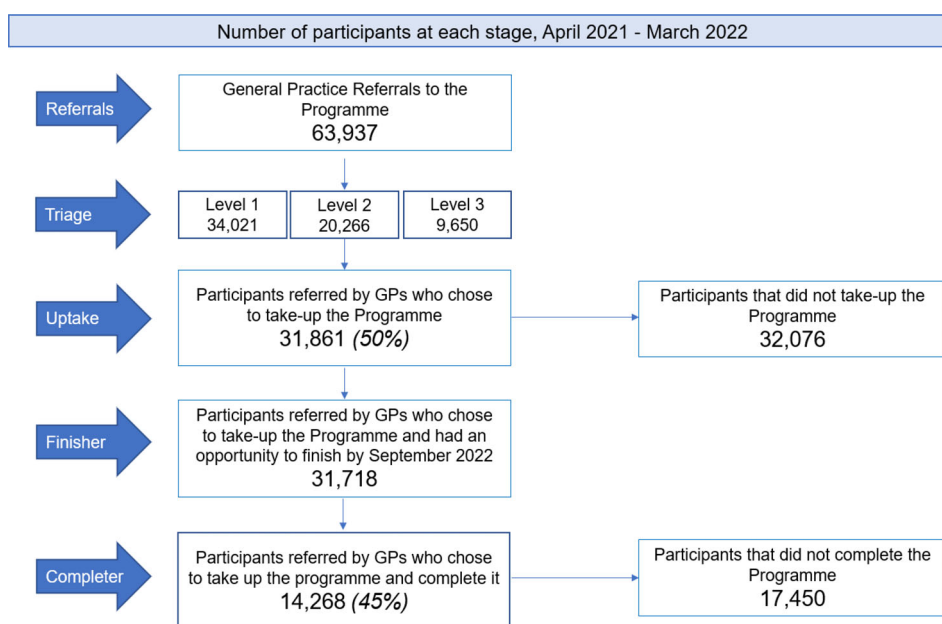 Number of participants at each stage, April 2021 - March 2022
Referrals
General Practice Referrals to the
Programme
63,937
Triage
Level 1
34,021
Level 2
20,266
Level 3
9,650
Uptake
Participants referred by GPs who chose
to take-up the Programme
31,861 (50%)
Participants that did not take-up the
Programme
32,076
Finisher
Participants referred by GPs who chose
to take-up the Programme and had an
opportunity to finish by September 2022
31,718
Completer
Participants referred by GPs who chose
to take up the programme and complete it
14,268 (45%)
Participants that did not complete the
Programme
17,450